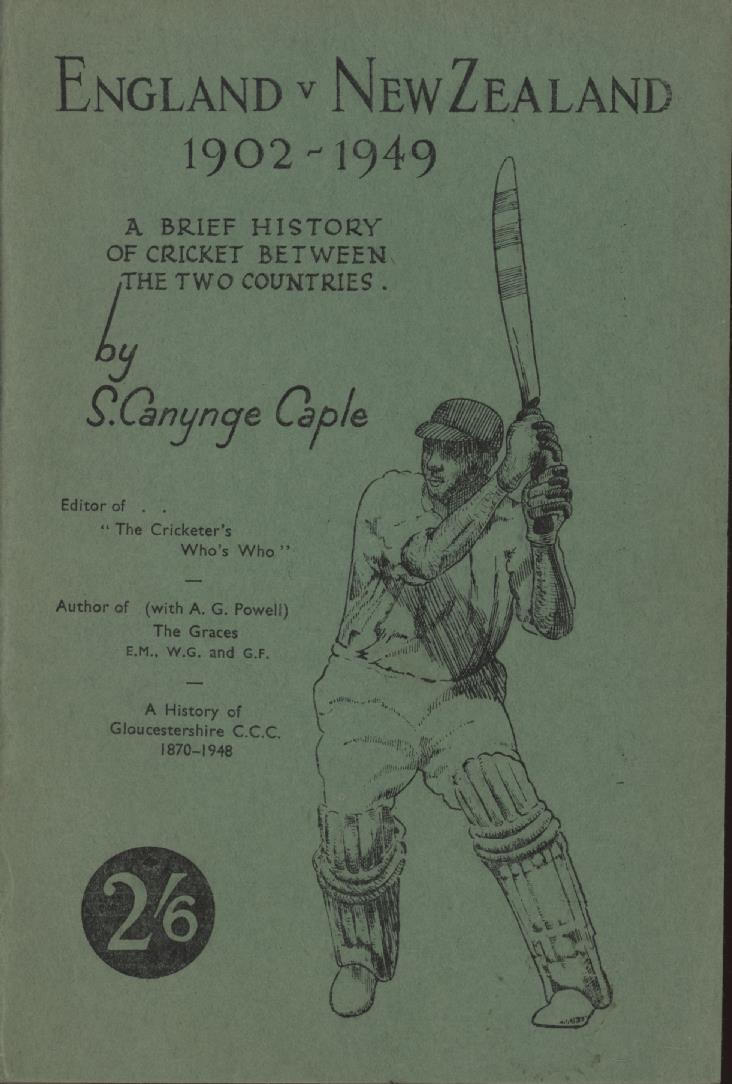 ENGLAND v NEW ZEALAND
1902-1949
A BRIEF HISTORY
OF CRICKET BETWEEN
THE TWO COUNTRIES.
by
S. Canynge Caple
Editor of . .
"The Cricketer's
Who's Who"
—
Author of (with A. G. Powell)
The Graces
E.M., W.G. and G.F.
—
A History of
Gloucestershire C.C.C.
1870–1948
2/6